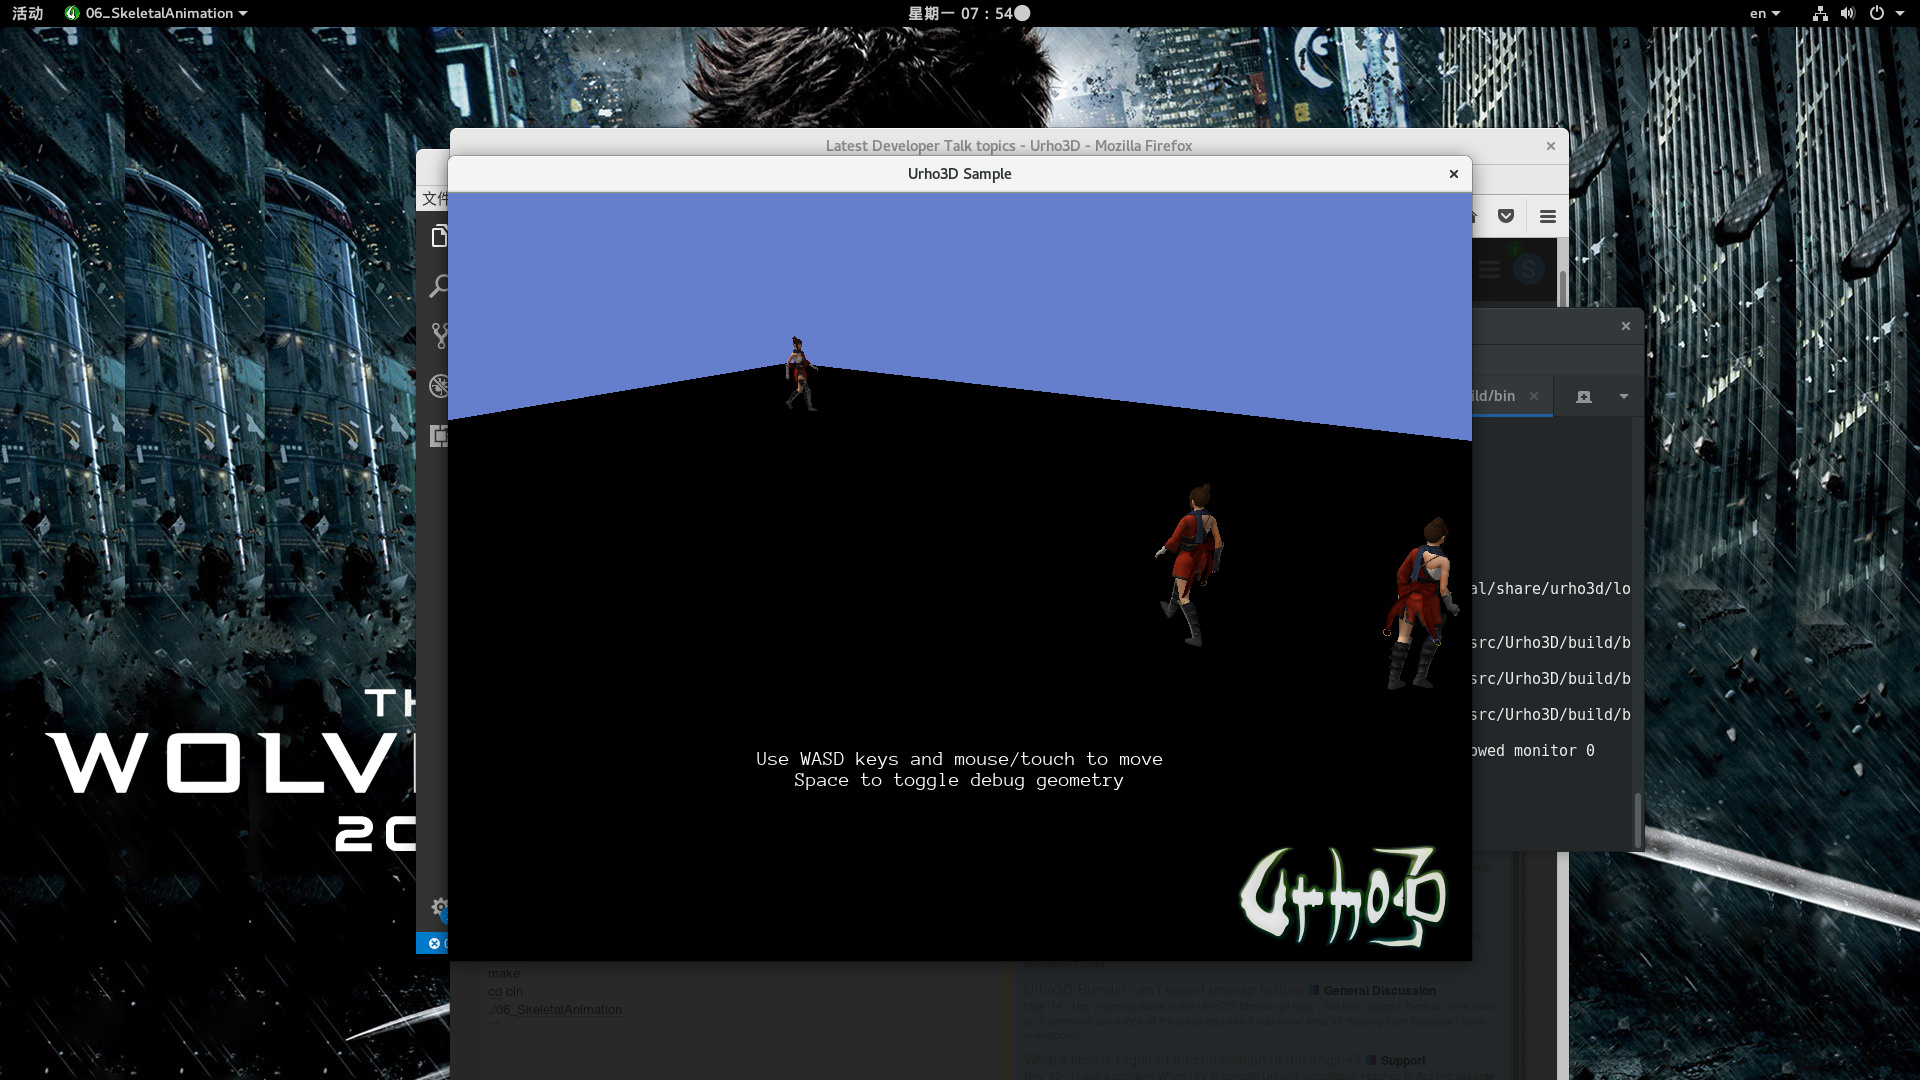 活动
06_SkeletalAnimation
星期一 07 : 54
en
Latest Developer Talk topics - Urho3D - Mozilla Firefox
Urho3D Sample
文件
S
ild/bin
al/share/urho3d/lo
src/Urho3D/build/b
src/Urho3D/build/b
src/Urho3D/build/b
owed monitor 0
Use WASD keys and mouse/touch to move
Space to toggle debug geometry
Urho3D
TH
WOLV
20
make
cd bin
./06_SkeletalAnimation
```
Urho3D Blender can't export unwrap texture General Discussion
What's time is required for compilation of the engine? Support